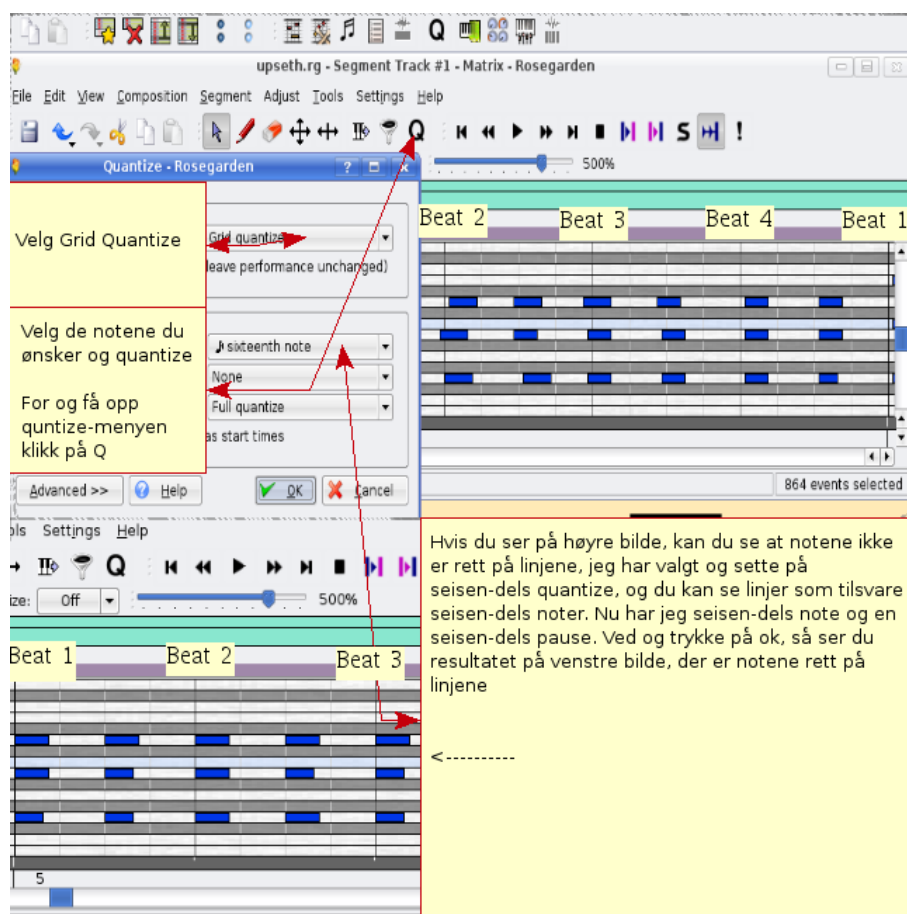 upseth.rg - Segment Track #1 - Matrix - Rosegarden
File Edit View Composition Segment Adjust Tools Settings Help
Q
S
!
Quantize - Rosegarden
500%
Velg Grid Quantize
Grid quantize
leave performance unchanged)
Velg de notene du
ønsker og quantize
For og få opp
quntize-menyen
klikk på Q
sixteenth note
None
Full quantize
as start times
Advanced >>
Help
OK
Cancel
Beat 2 Beat 3 Beat 4 Beat 1
864 events selected
ols Settings Help
Q
ize: Off
500%
Beat 1 Beat 2 Beat 3
5
Hvis du ser på høyre bilde, kan du se at notene ikke
er rett på linjene, jeg har valgt og sette på
seisen-dels quantize, og du kan se linjer som tilsvare
seisen-dels noter. Nu har jeg seisen-dels note og en
seisen-dels pause. Ved og trykke på ok, så ser du
resultatet på venstre bilde, der er notene rett på
linjene
<----------